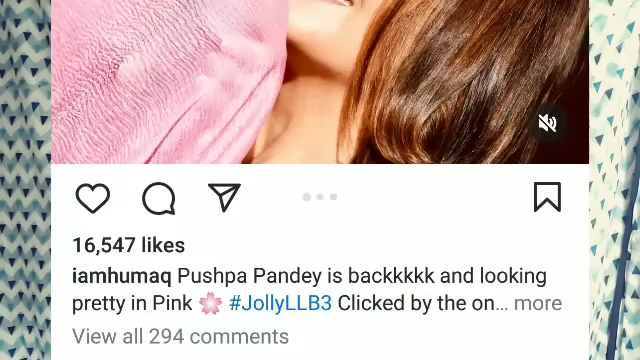 16,547 likes
iamhumaq Pushpa Pandey is backkkkk and looking
pretty in Pink 🌸 #JollyLLB3 Clicked by the on... more
View all 294 comments